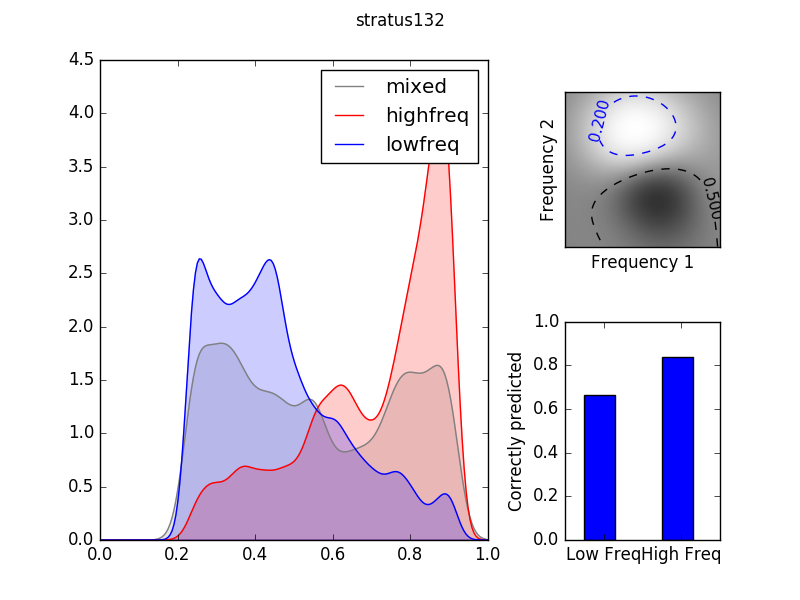 stratus132
4.5
4.0
3.5
3.0
2.5
2.0
1.5
1.0
0.5
0.0
0.0 0.2 0.4 0.6 0.8 1.0
mixed
highfreq
lowfreq
Frequency 2
0.200
0.500
Frequency 1
Correctly predicted
1.0
0.8
0.6
0.4
0.2
0.0
Low Freq High Freq